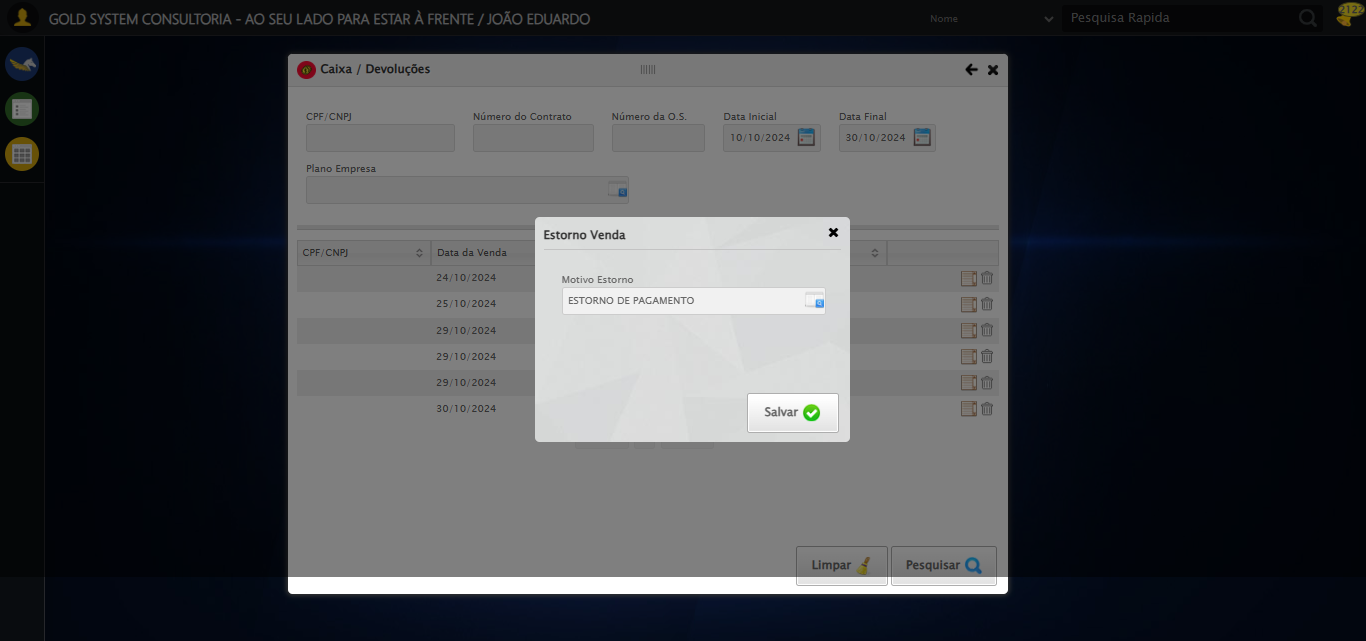 GOLD SYSTEM CONSULTORIA - AO SEU LADO PARA ESTAR À FRENTE / JOÃO EDUARDO
Nome
Pesquisa Rapida
2122
Caixa / Devoluções
CPF/CNPJ
Número do Contrato
Número da O.S.
Data Inicial
Data Final
10/10/2024
30/10/2024
Plano Empresa
CPF/CNPJ
Data da Venda
24/10/2024
25/10/2024
29/10/2024
29/10/2024
29/10/2024
30/10/2024
Estorno Venda
Motivo Estorno
ESTORNO DE PAGAMENTO
Salvar
Limpar
Pesquisar